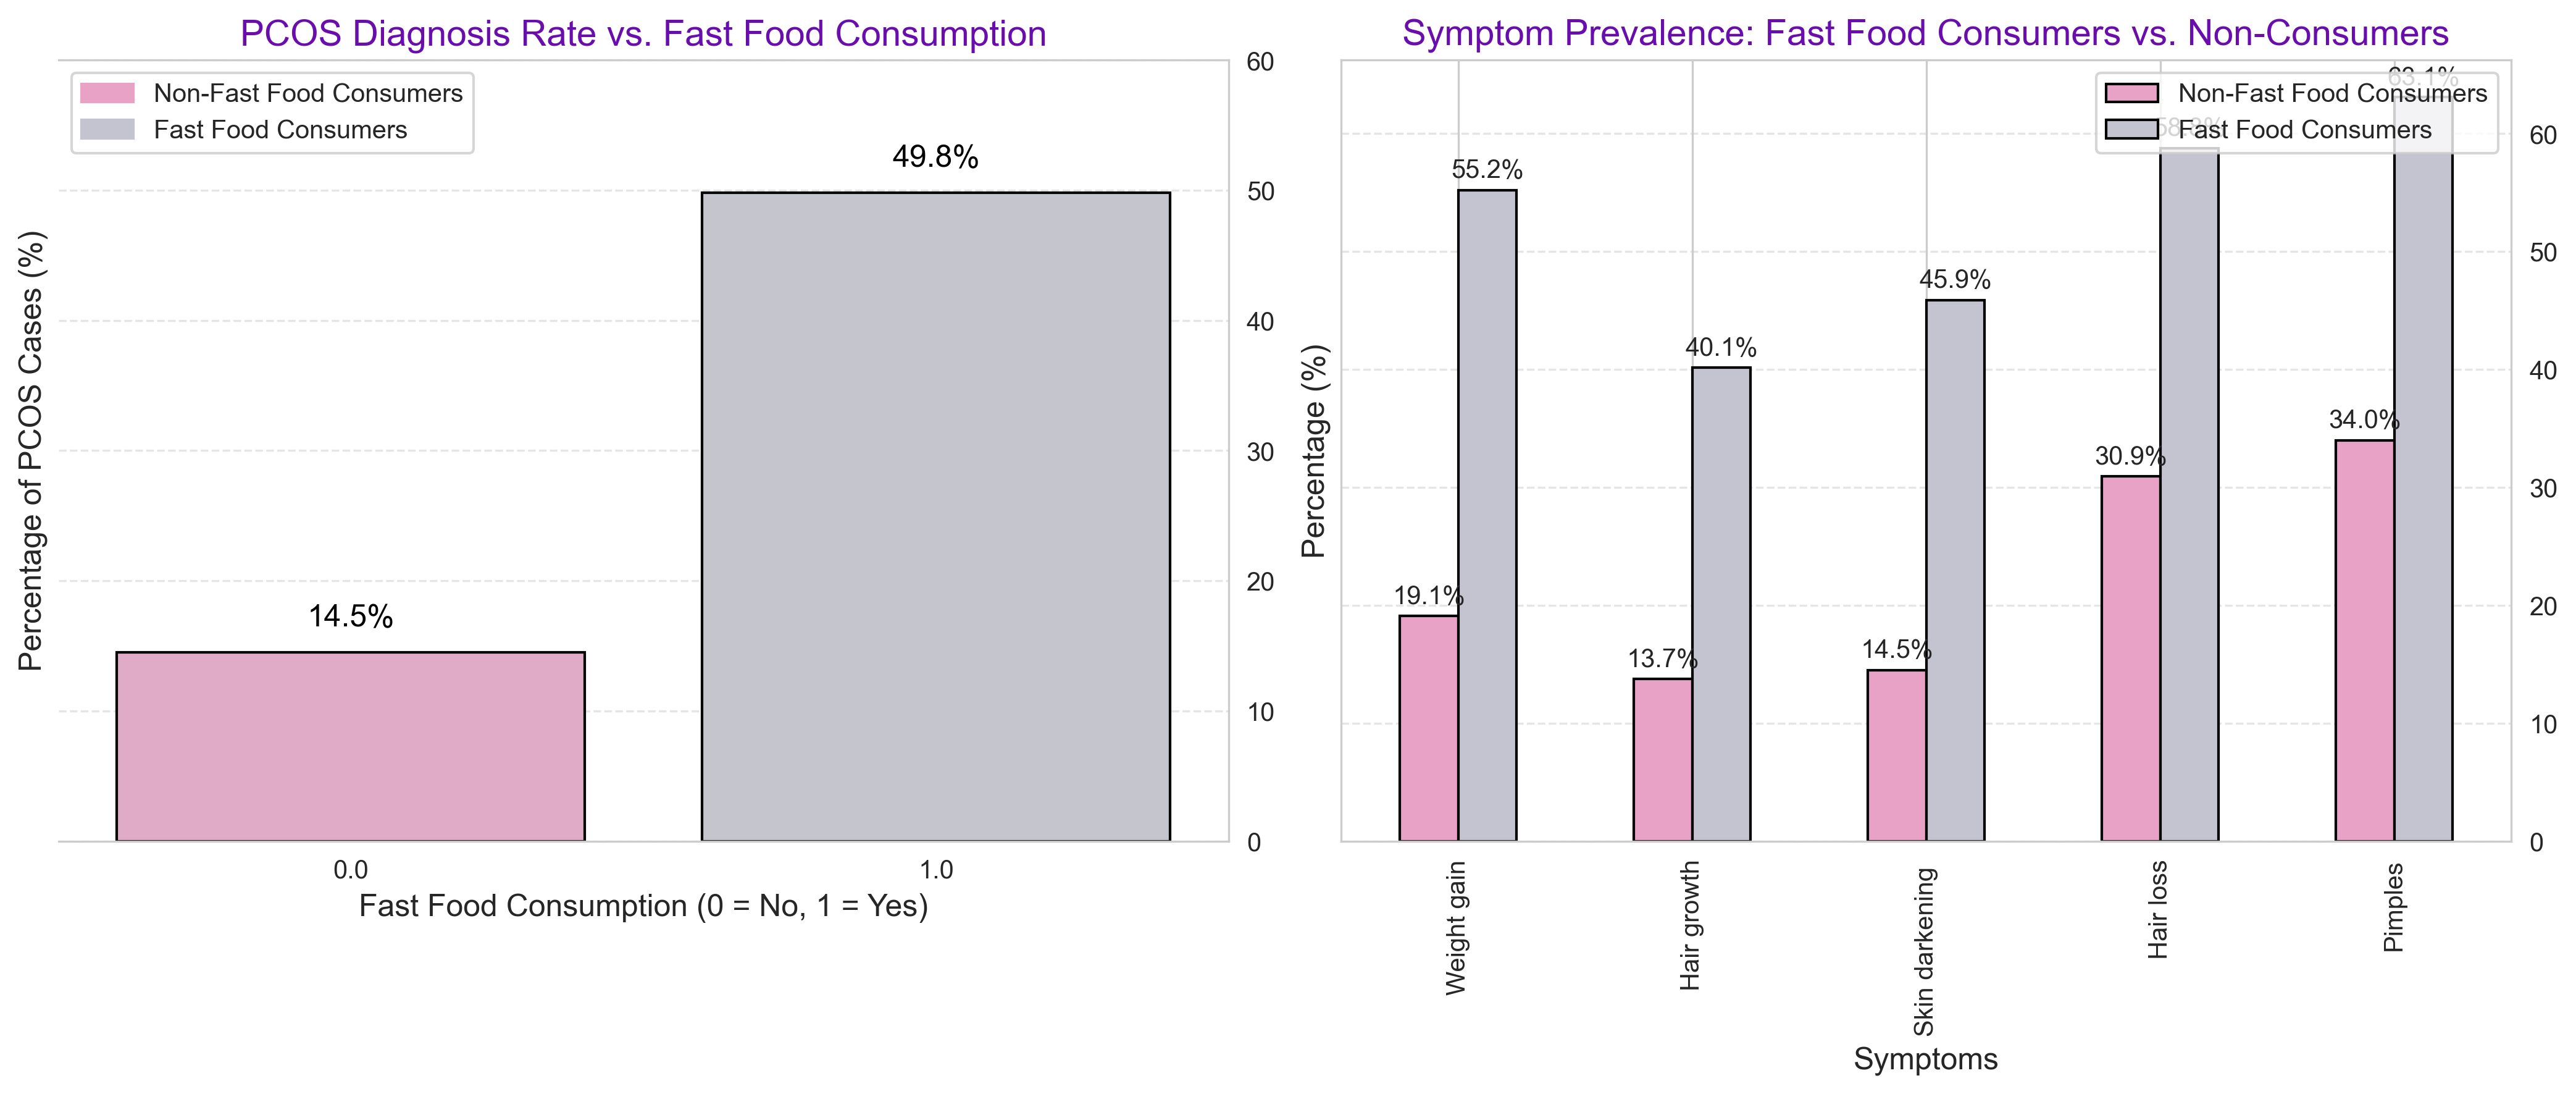 PCOS Diagnosis Rate vs. Fast Food Consumption
Non-Fast Food Consumers
Fast Food Consumers
Percentage of PCOS Cases (%)
14.5%
49.8%
60
50
40
30
20
10
0
0.0
1.0
Fast Food Consumption (0 = No, 1 = Yes)
Symptom Prevalence: Fast Food Consumers vs. Non-Consumers
Non-Fast Food Consumers
Fast Food Consumers
Percentage (%)
19.1%
55.2%
13.7%
40.1%
14.5%
45.9%
30.9%
34.0%
63.1%
60
50
40
30
20
10
0
Weight gain
Hair growth
Skin darkening
Hair loss
Pimples
Symptoms